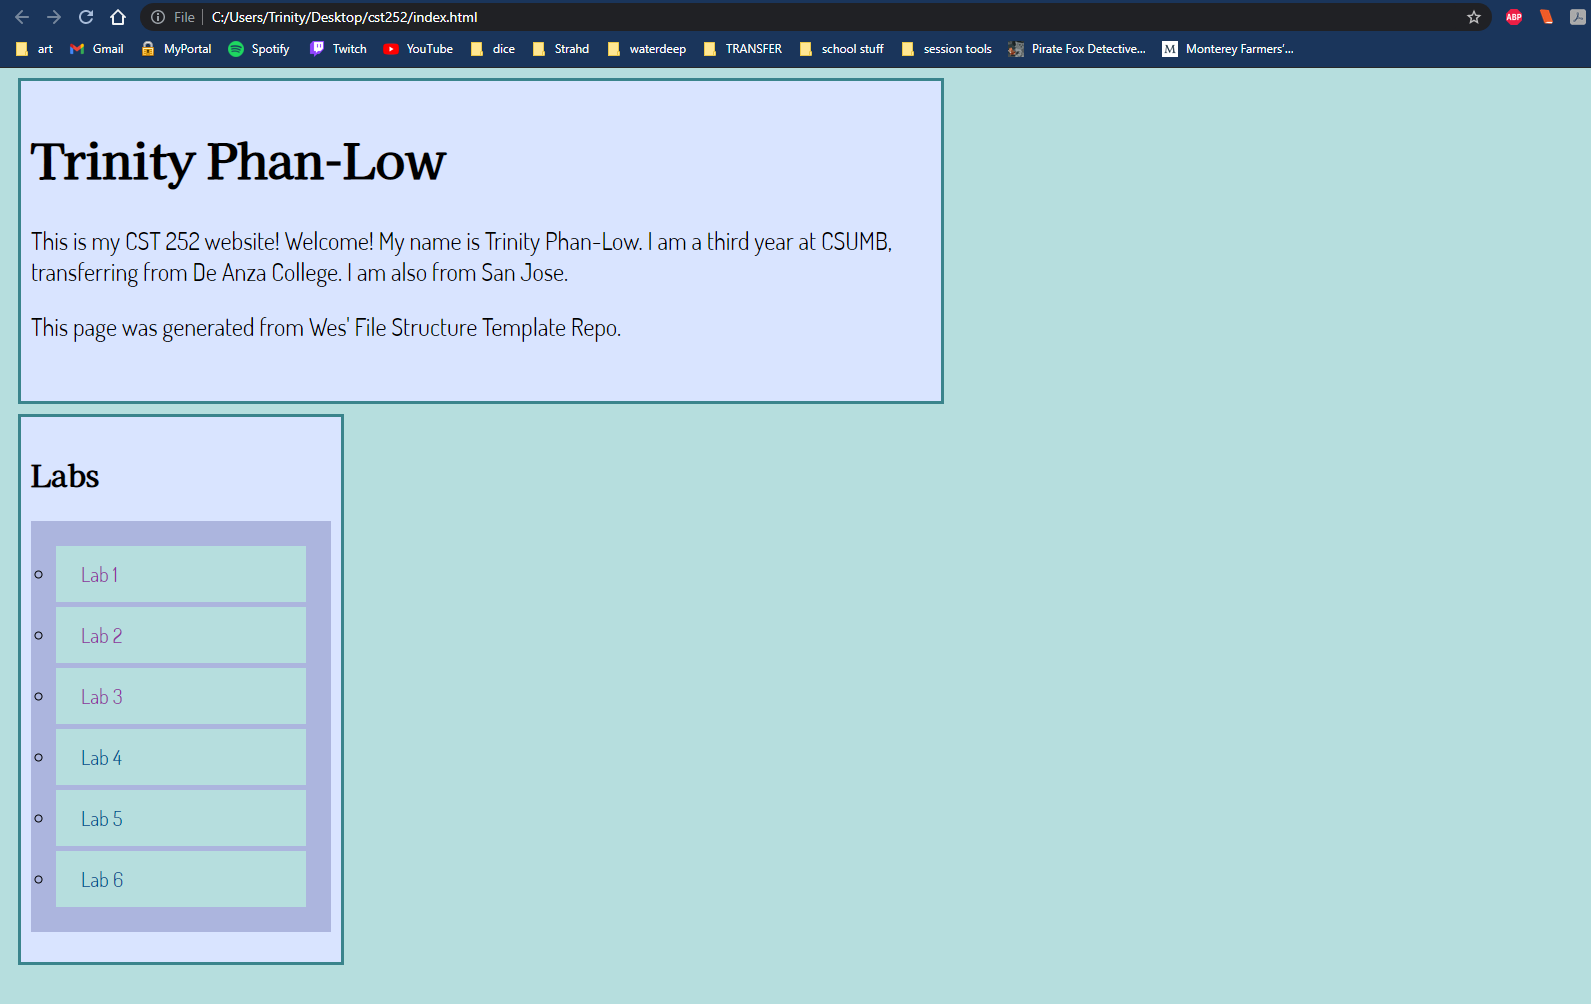 File C:/Users/Trinity/Desktop/cst252/index.html ABP
art Gmail MyPortal Spotify Twitch YouTube dice Strahd waterdeep TRANSFER school stuff session tools Pirate Fox Detective... M Monterey Farmers'...
Trinity Phan-Low
This is my CST 252 website! Welcome! My name is Trinity Phan-Low. I am a third year at CSUMB,
transferring from De Anza College. I am also from San Jose.
This page was generated from Wes' File Structure Template Repo.
Labs
Lab 1
Lab 2
Lab 3
Lab 4
Lab 5
Lab 6